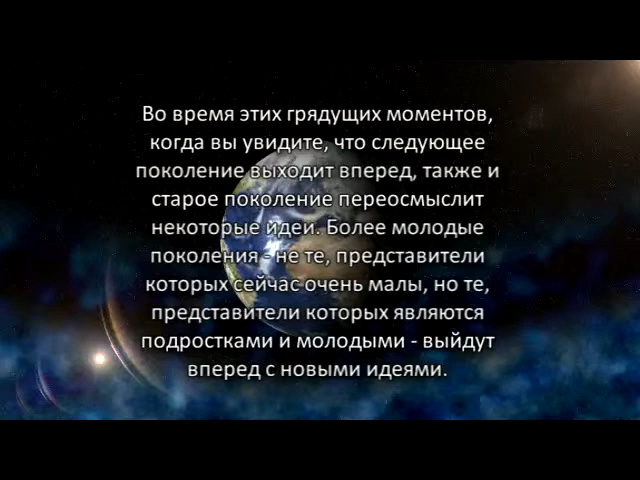 Во время этих грядущих моментов,
когда вы увидите, что следующее
поколение выходит вперед, также и
старое поколение переосмыслит
некоторые идеи. Более молодые
поколения - не те, представители
которых сейчас очень малы, но те,
представители которых являются
подростками и молодыми - выйдут
вперед с новыми идеями.